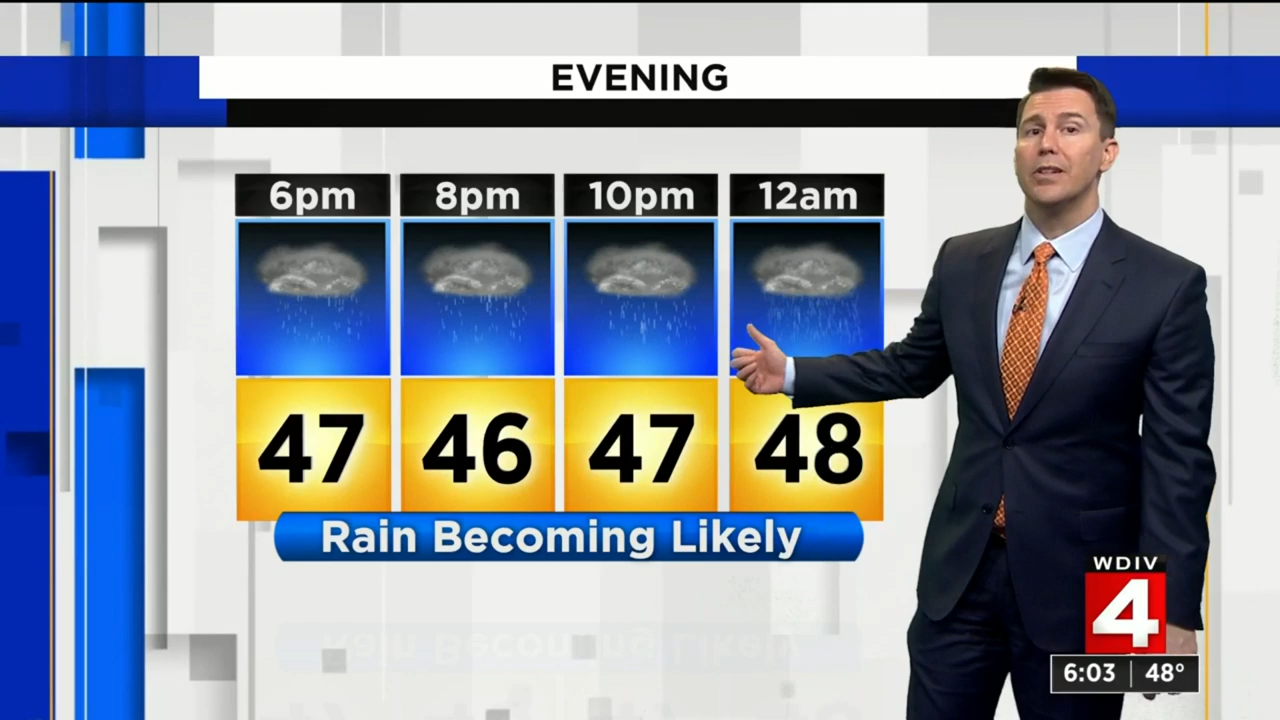 EVENING
6pm 8pm 10pm 12am
47 46 47 48
Rain Becoming Likely
WDIV
4
6:03 | 48°